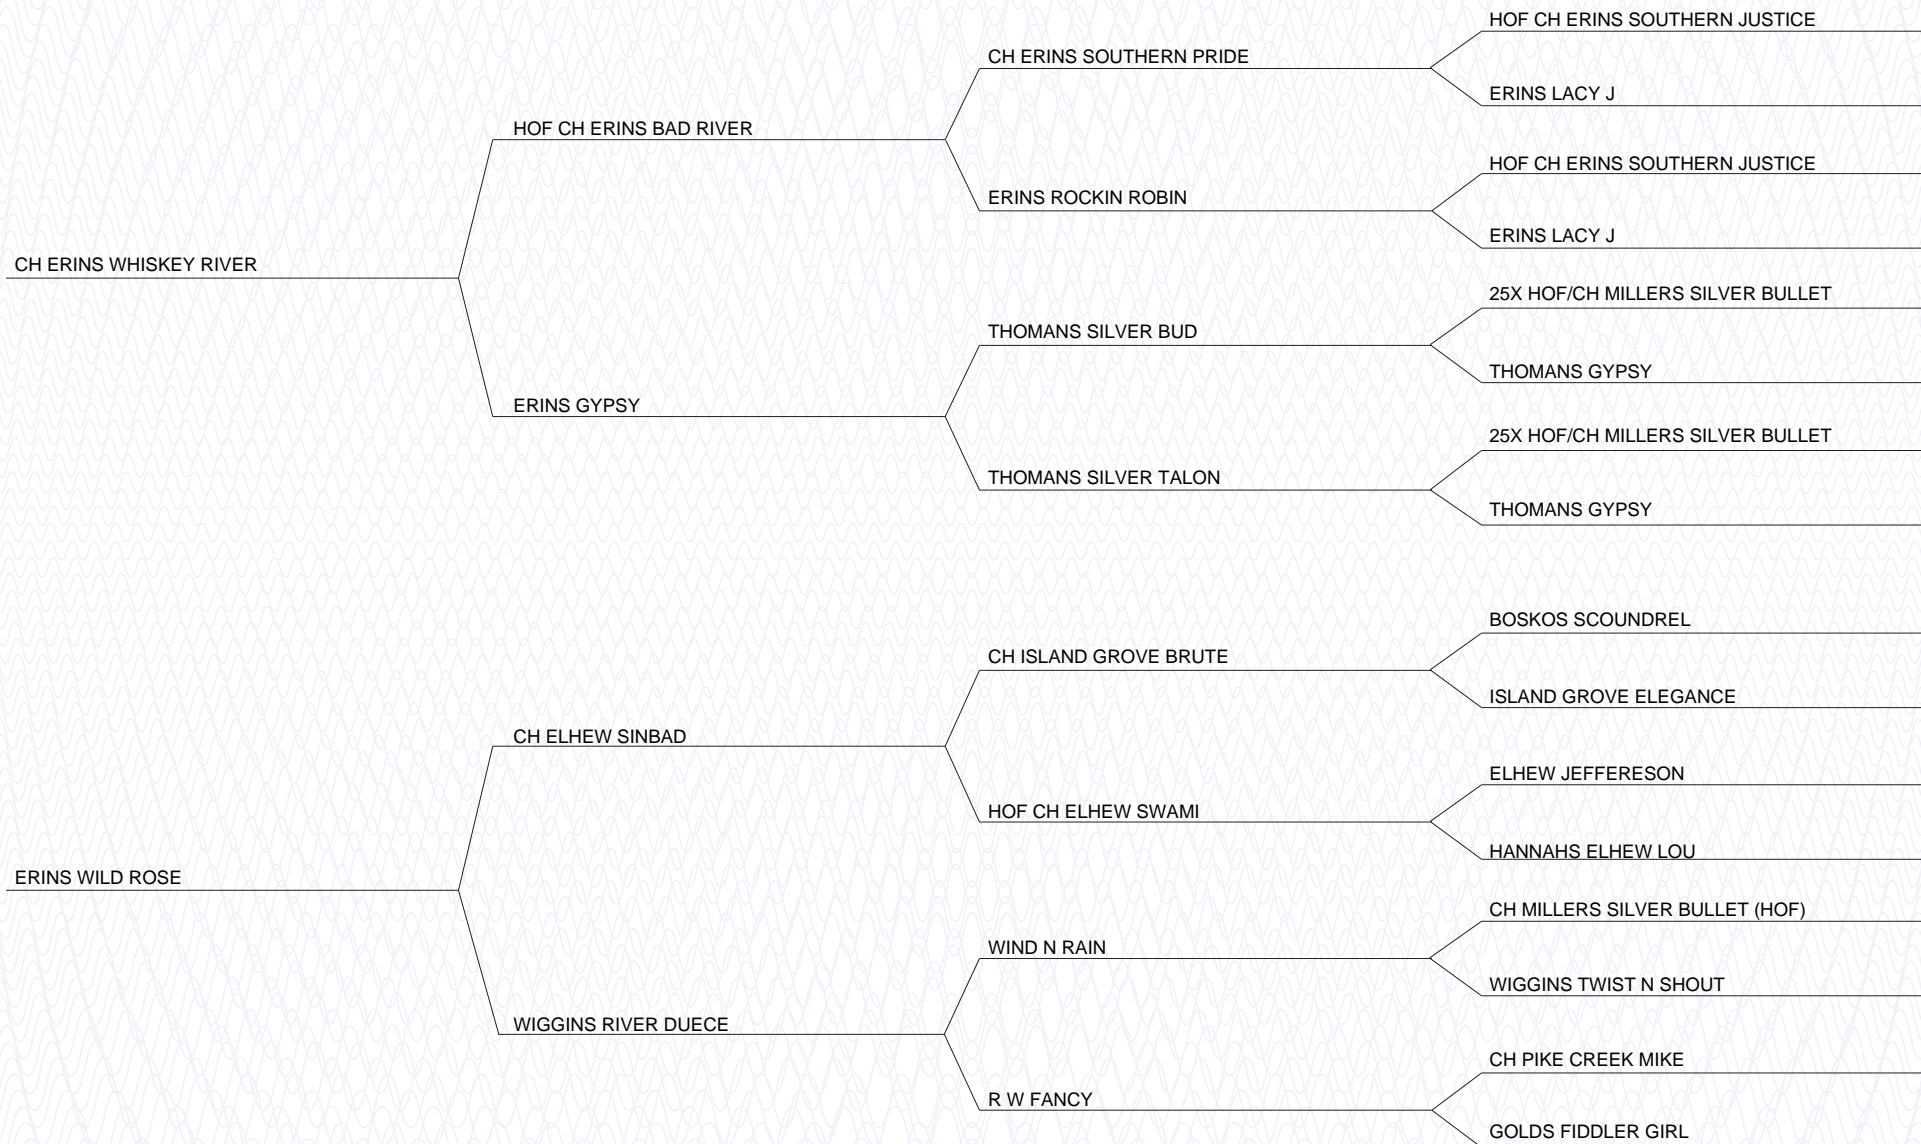 HOF CH ERINS SOUTHERN JUSTICE
CH ERINS SOUTHERN PRIDE
ERINS LACY J
HOF CH ERINS BAD RIVER
HOF CH ERINS SOUTHERN JUSTICE
ERINS ROCKIN ROBIN
ERINS LACY J
CH ERINS WHISKEY RIVER
25X HOF/CH MILLERS SILVER BULLET
THOMANS SILVER BUD
THOMANS GYPSY
ERINS GYPSY
25X HOF/CH MILLERS SILVER BULLET
THOMANS SILVER TALON
THOMANS GYPSY
BOSKOS SCOUNDREL
CH ISLAND GROVE BRUTE
ISLAND GROVE ELEGANCE
CH ELHEW SINBAD
ELHEW JEFFERESON
HOF CH ELHEW SWAMI
HANNAHS ELHEW LOU
ERINS WILD ROSE
CH MILLERS SILVER BULLET (HOF)
WIND N RAIN
WIGGINS TWIST N SHOUT
WIGGINS RIVER DUECE
CH PIKE CREEK MIKE
R W FANCY
GOLDS FIDDLER GIRL